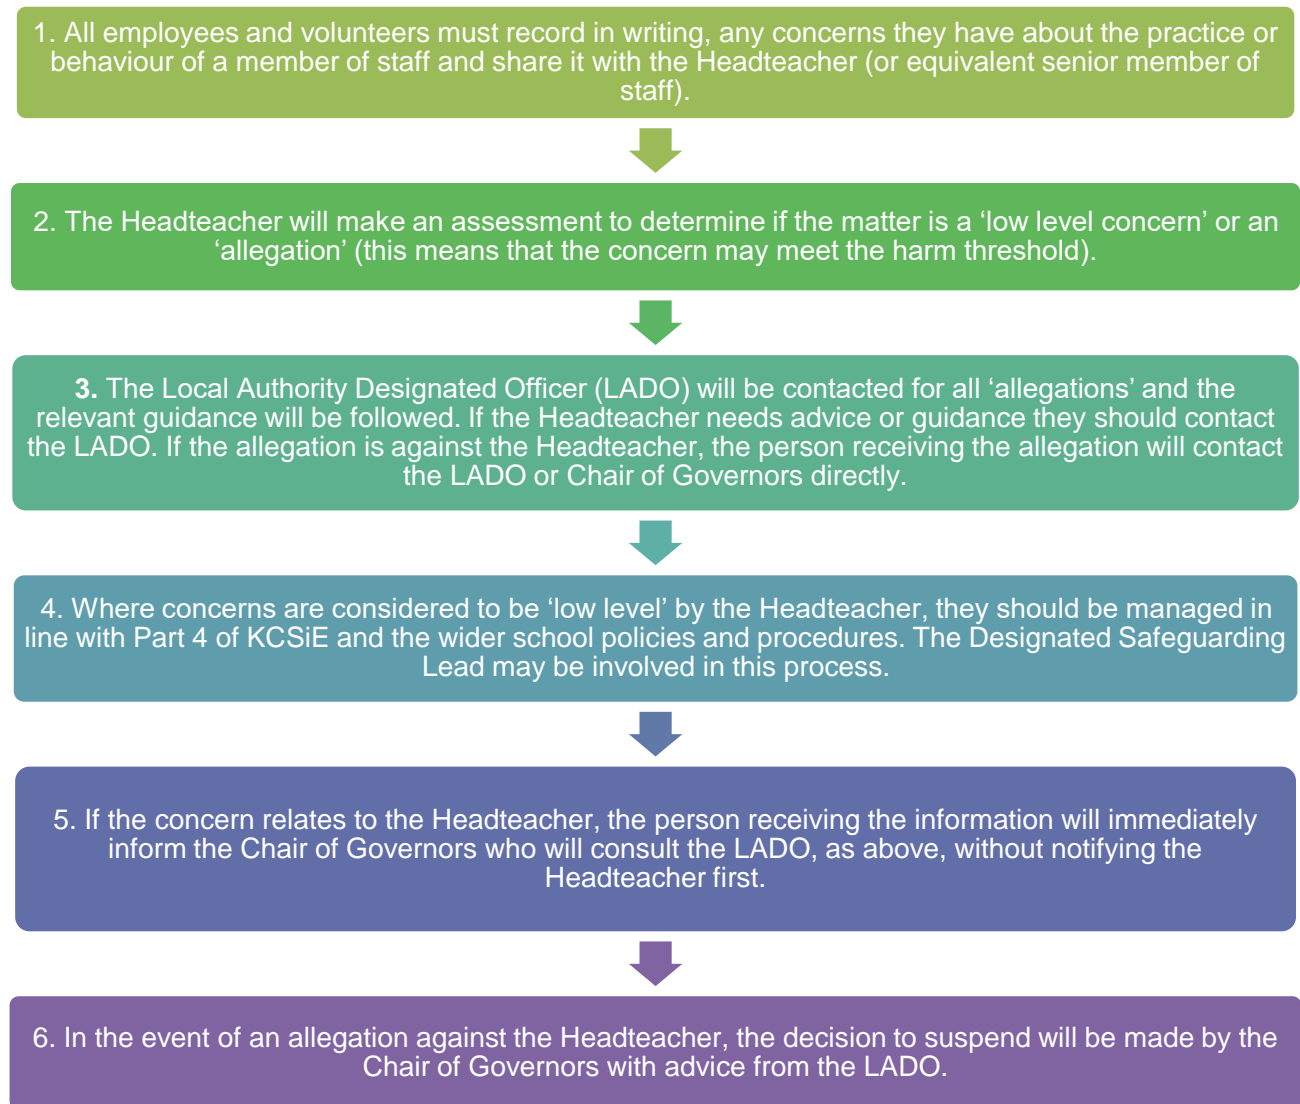 1. All employees and volunteers must record in writing, any concerns they have about the practice or
behaviour of a member of staff and share it with the Headteacher (or equivalent senior member of
staff).
2. The Headteacher will make an assessment to determine if the matter is a ‘low level concern’ or an
‘allegation’ (this means that the concern may meet the harm threshold).
3. The Local Authority Designated Officer (LADO) will be contacted for all ‘allegations’ and the
relevant guidance will be followed. If the Headteacher needs advice or guidance they should contact
the LADO. If the allegation is against the Headteacher, the person receiving the allegation will contact
the LADO or Chair of Governors directly.
4. Where concerns are considered to be ‘low level’ by the Headteacher, they should be managed in
line with Part 4 of KCSiE and the wider school policies and procedures. The Designated Safeguarding
Lead may be involved in this process.
5. If the concern relates to the Headteacher, the person receiving the information will immediately
inform the Chair of Governors who will consult the LADO, as above, without notifying the
Headteacher first.
6. In the event of an allegation against the Headteacher, the decision to suspend will be made by the
Chair of Governors with advice from the LADO.